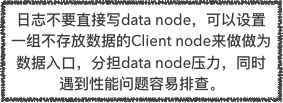 日志不要直接写data node，可以设置
一组不存放数据的Client node来做做为
数据入口，分担data node压力，同时
遇到性能问题容易排查。